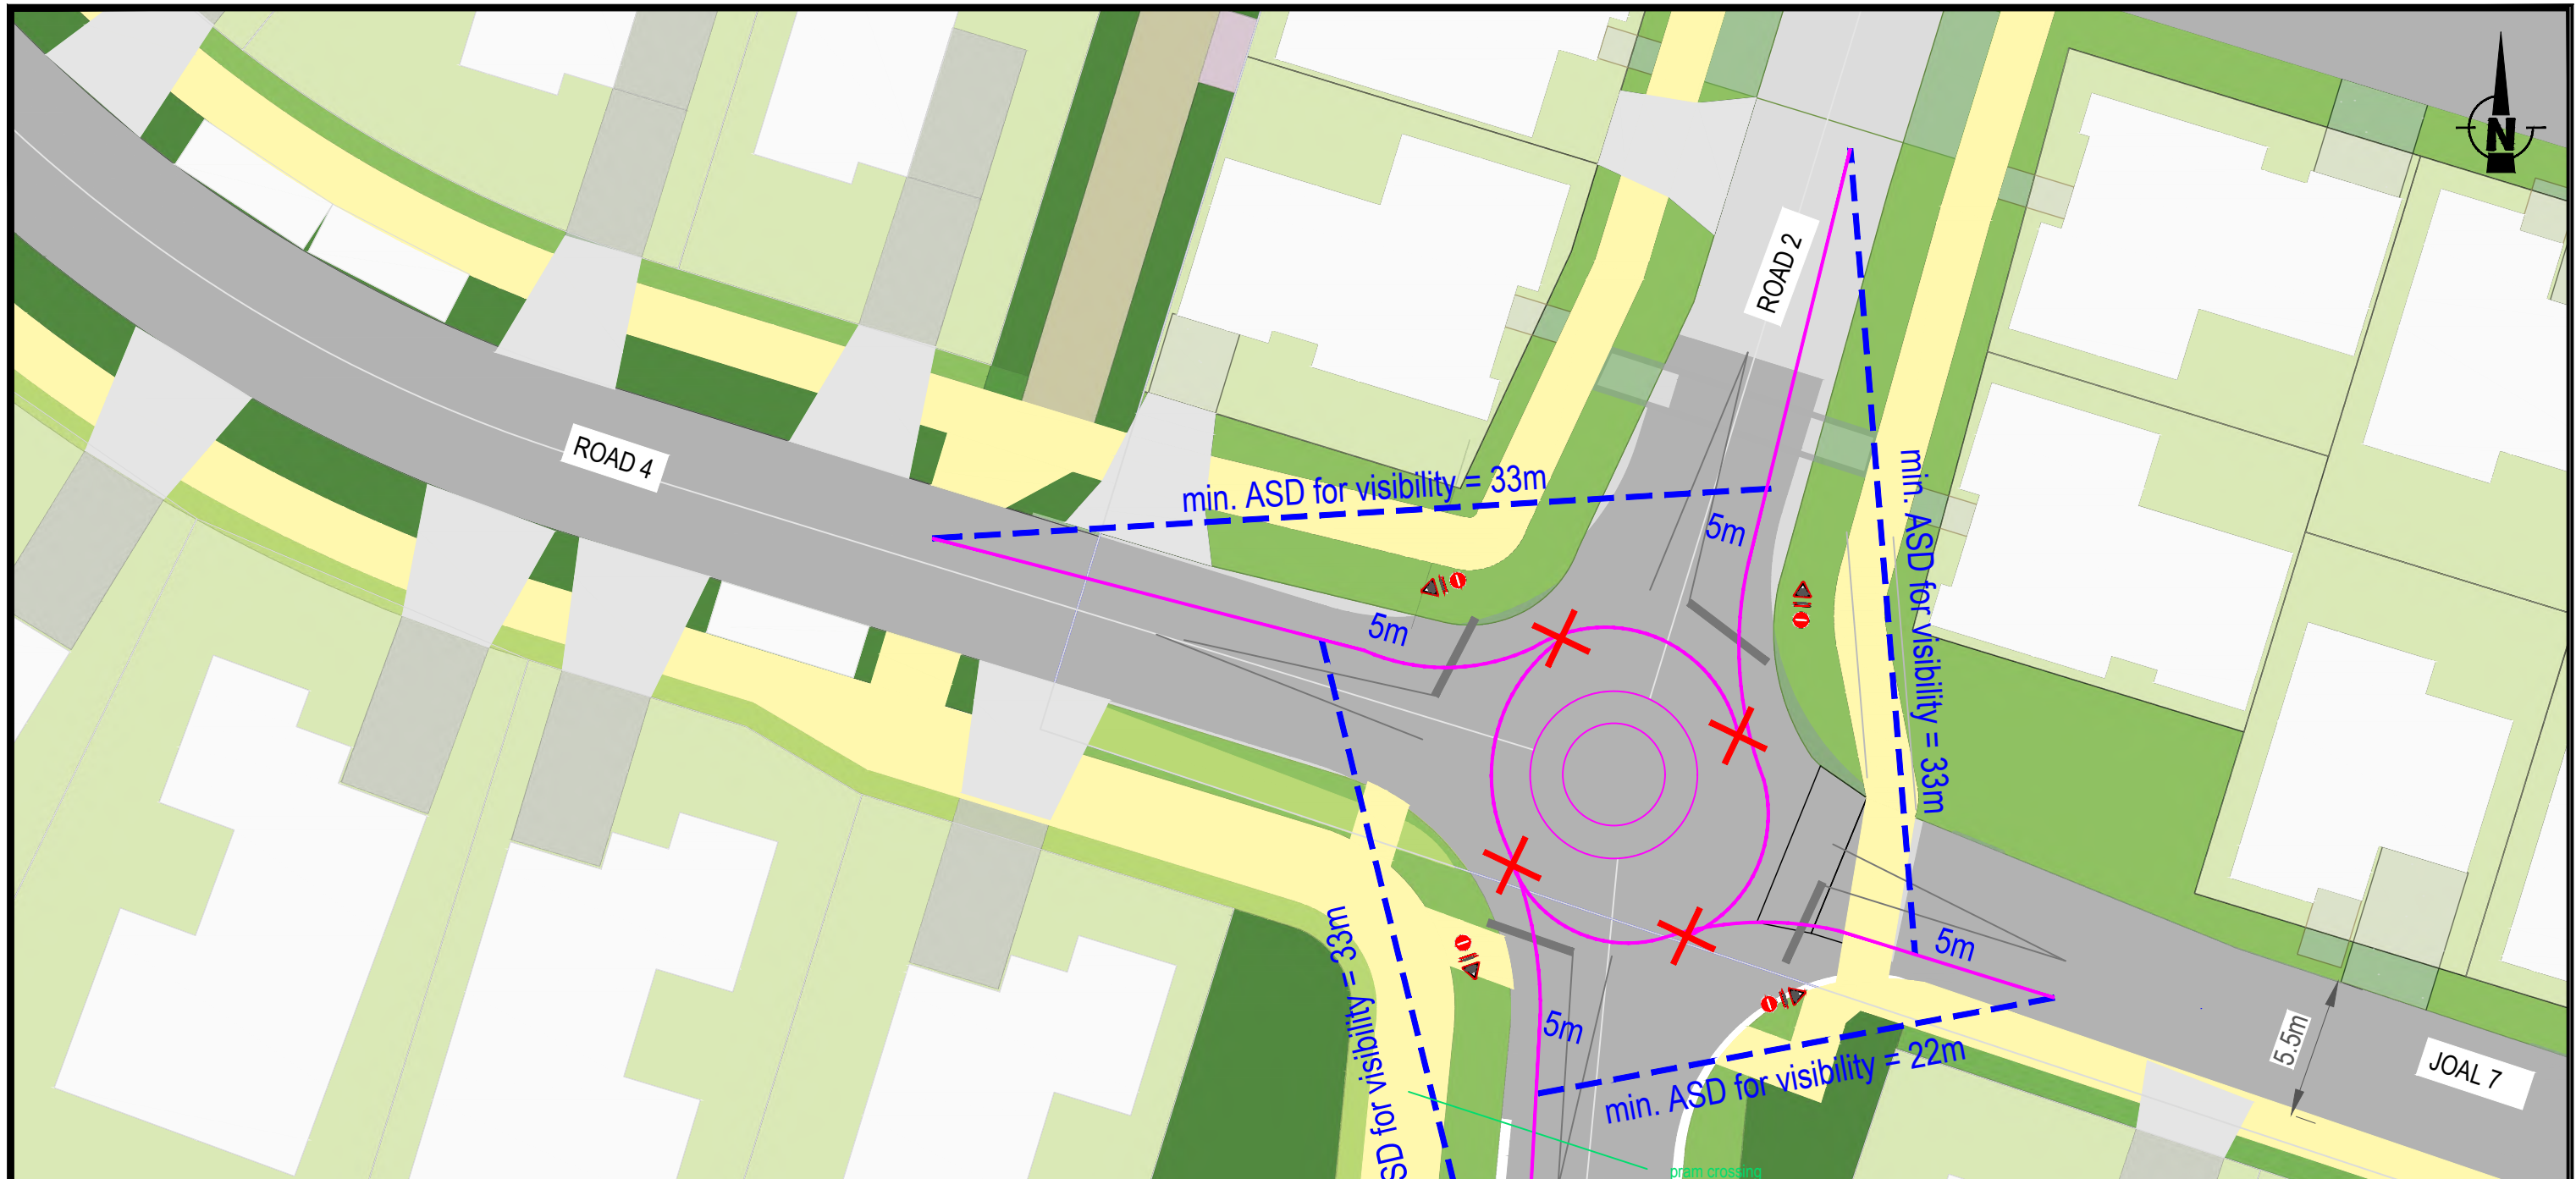 N
ROAD 2
ROAD 4
min. ASD for visibility = 33m
5m
min. ASD for visibility = 33m
5m
SD for visibility = 33m
5m
5m
min. ASD for visibility = 22m
5.5m
JOAL 7
pram crossing